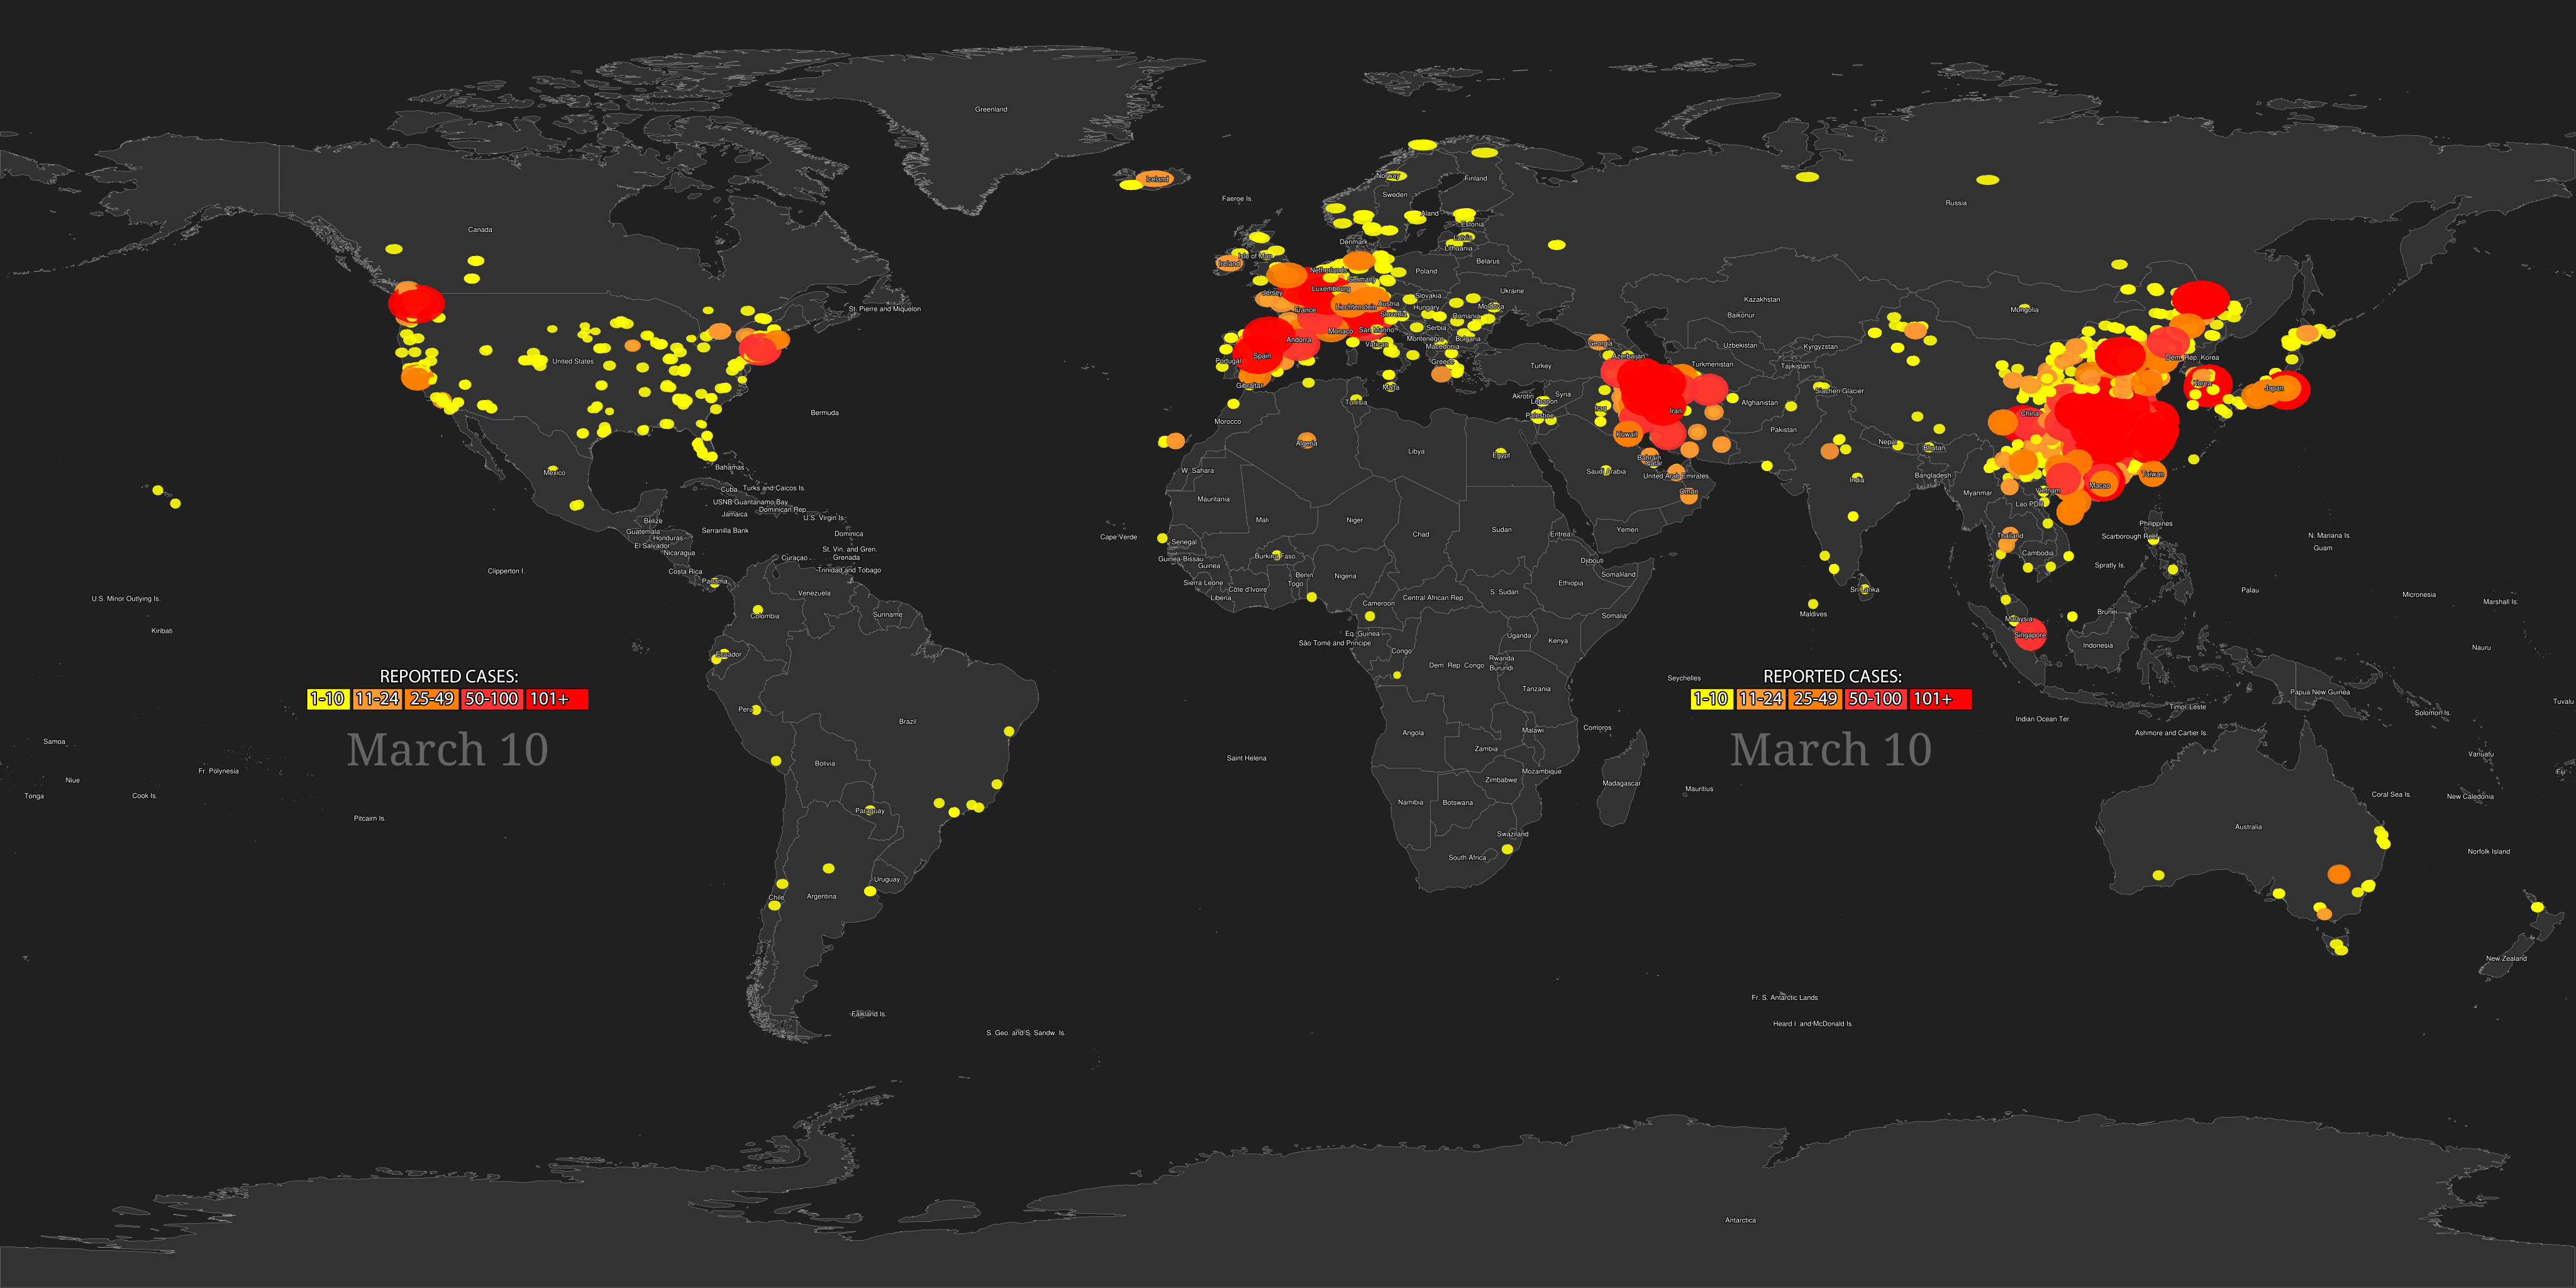 Greenland
Iceland
Faeroe Is.
Norway
Sweden
Finland
Aland
Estonia
Latvia
Lithuania
Denmark
Russia
Canada
St. Pierre and Miquelon
Isle of Man
Ireland
Netherlands
Germany
Poland
Belarus
Ukraine
Jersey
Luxembourg
Liechtenstein
Austria
Slovakia
Hungary
Moldova
Romania
Slovenia
France
Monaco
San Marino
Serbia
Montenegro
Bulgaria
Macedonia
Vatican
Andorra
Spain
Portugal
Gibraltar
Greece
Malta
Turkey
Georgia
Azerbaijan
Kazakhstan
Baikonur
Uzbekistan
Kyrgyzstan
Turkmenistan
Tajikistan
Siachen Glacier
Mongolia
Dem. Rep. Korea
Korea
Japan
United States
Bermuda
Tunisia
Akrotiri
Syria
Lebanon
Palestine
Iraq
Iran
Afghanistan
China
Morocco
Algeria
Libya
Egypt
Kuwait
Pakistan
Nepal
Bhutan
Mexico
Bahamas
W. Sahara
Saudi Arabia
Bahrain
Qatar
United Arab Emirates
Oman
India
Bangladesh
Myanmar
Vietnam
Lao PDR
Macao
Taiwan
Cuba
Turks and Caicos Is.
USNB Guantanamo Bay
Dominican Rep.
Jamaica
U.S. Virgin Is.
Belize
Guatemala
Honduras
El Salvador
Nicaragua
Serranilla Bank
Dominica
St. Vin. and Gren.
Grenada
Curaçao
Trinidad and Tobago
Costa Rica
Panama
Clipperton I.
Cape Verde
Mauritania
Mali
Niger
Chad
Sudan
Eritrea
Yemen
Senegal
Guinea-Bissau
Guinea
Sierra Leone
Liberia
Côte d'Ivoire
Burkina Faso
Benin
Togo
Nigeria
Cameroon
Central African Rep.
S. Sudan
Ethiopia
Djibouti
Somaliland
Somalia
Thailand
Cambodia
Philippines
Scarborough Reef
Spratly Is.
N. Mariana Is.
Guam
Sri Lanka
Maldives
Malaysia
Brunei
Singapore
Indonesia
Palau
Micronesia
Marshall Is.
U.S. Minor Outlying Is.
Kiribati
Venezuela
Colombia
Suriname
Ecuador
Eq. Guinea
São Tomé and Principe
Congo
Dem. Rep. Congo
Uganda
Kenya
Rwanda
Burundi
Tanzania
Seychelles
Nauru
Papua New Guinea
Solomon Is.
Tuvalu
Timor-Leste
Indian Ocean Ter.
Ashmore and Cartier Is.
REPORTED CASES:
1-10 11-24 25-49 50-100 101+
March 10
REPORTED CASES:
1-10 11-24 25-49 50-100 101+
March 10
Peru
Brazil
Bolivia
Paraguay
Uruguay
Argentina
Chile
Samoa
Niue
Tonga
Cook Is.
Fr. Polynesia
Pitcairn Is.
Saint Helena
Angola
Zambia
Malawi
Comoros
Mozambique
Zimbabwe
Madagascar
Mauritius
Namibia
Botswana
Swaziland
South Africa
Australia
Coral Sea Is.
Vanuatu
Fiji
New Caledonia
Norfolk Island
New Zealand
Falkland Is.
S. Geo. and S. Sandw. Is.
Fr. S. Antarctic Lands
Heard I. and McDonald Is.
Antarctica